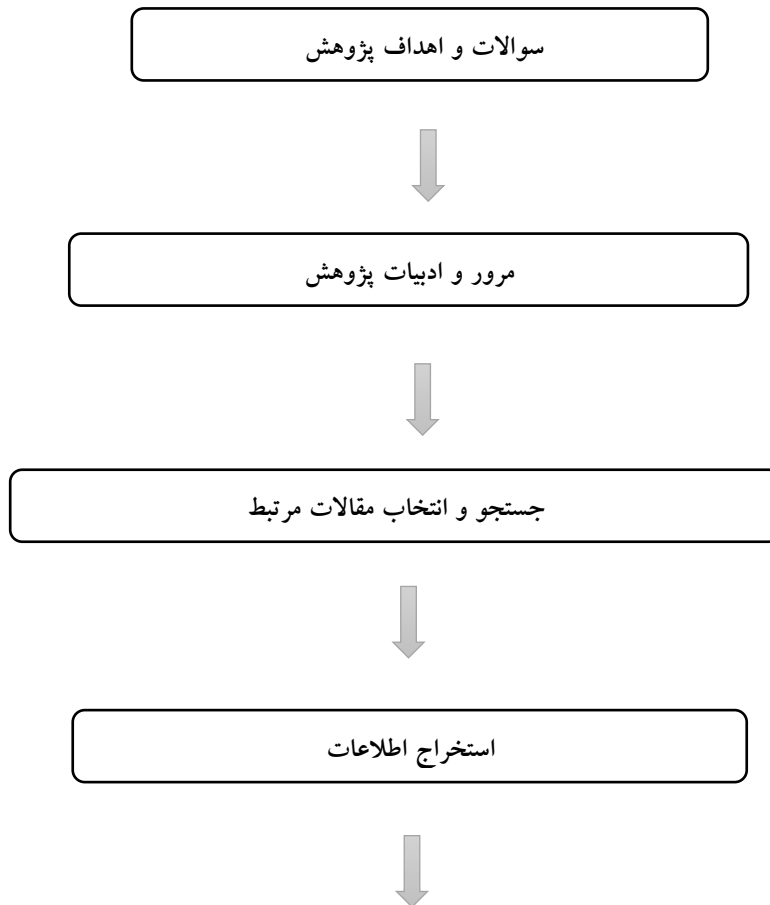 سوالات و اهداف پژوهش
مرور و ادبیات پژوهش
جستجو و انتخاب مقالات مرتبط
استخراج اطلاعات